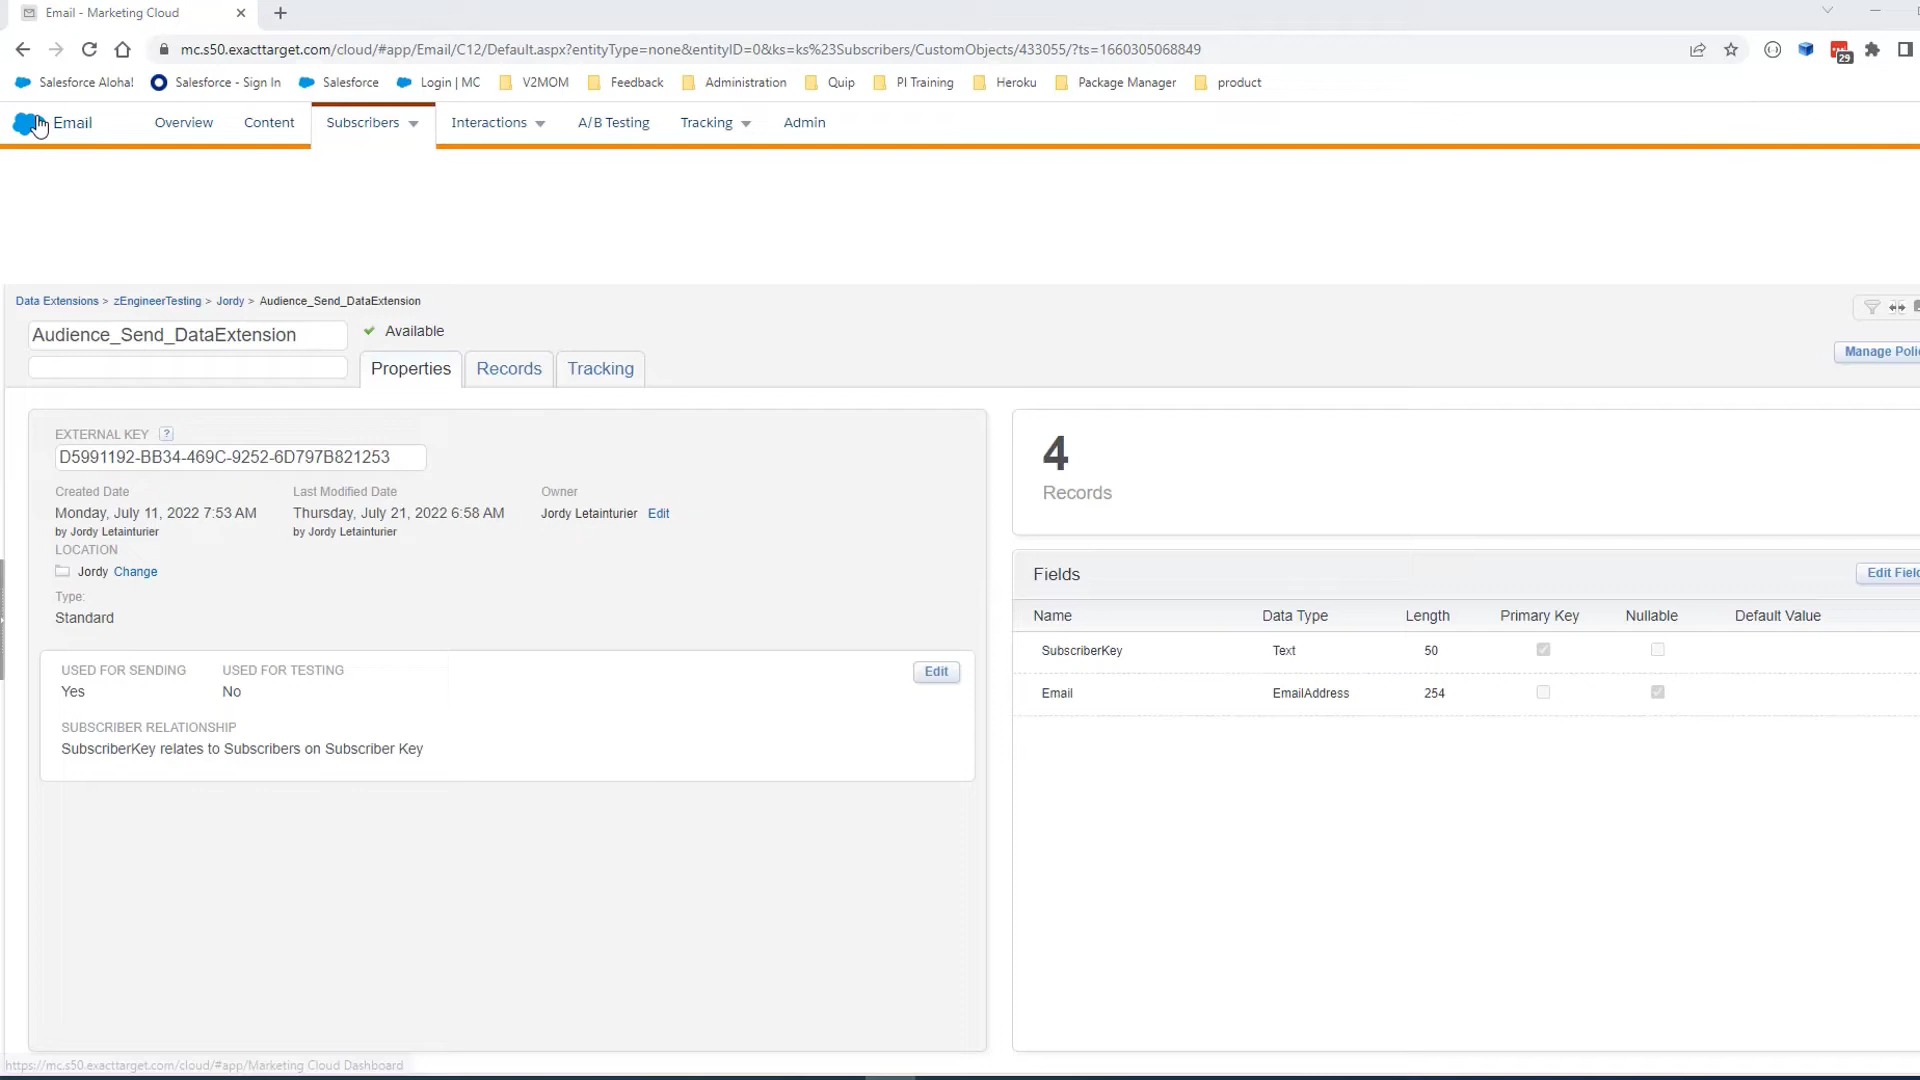 Email - Marketing Cloud
mc.s50.exacttarget.com/cloud/#app/Email/C12/Default.aspx?entityType=none&entityID=0&ks=ks%23Subscribers/CustomObjects/433055/?ts=1660305068849
29
Salesforce Aloha! Salesforce - Sign In Salesforce Login | MC V2MOM Feedback Administration Quip PI Training Heroku Package Manager product
Email Overview Content Subscribers Interactions A/B Testing Tracking Admin
Data Extensions > zEngineerTesting > Jordy > Audience_Send_DataExtension
Audience_Send_DataExtension Available
Manage Poli
Properties Records Tracking
EXTERNAL KEY ?
D5991192-BB34-469C-9252-6D797B821253
Created Date Last Modified Date Owner
Monday, July 11, 2022 7:53 AM Thursday, July 21, 2022 6:58 AM Jordy Letainturier Edit
by Jordy Letainturier by Jordy Letainturier
LOCATION
Jordy Change
Type:
Standard
USED FOR SENDING USED FOR TESTING Edit
Yes No
SUBSCRIBER RELATIONSHIP
SubscriberKey relates to Subscribers on Subscriber Key
4
Records
Fields Edit Fiel
Name Data Type Length Primary Key Nullable Default Value
SubscriberKey Text 50
Email EmailAddress 254
https://mc.s50.exacttarget.com/cloud/#app/Marketing Cloud Dashboard